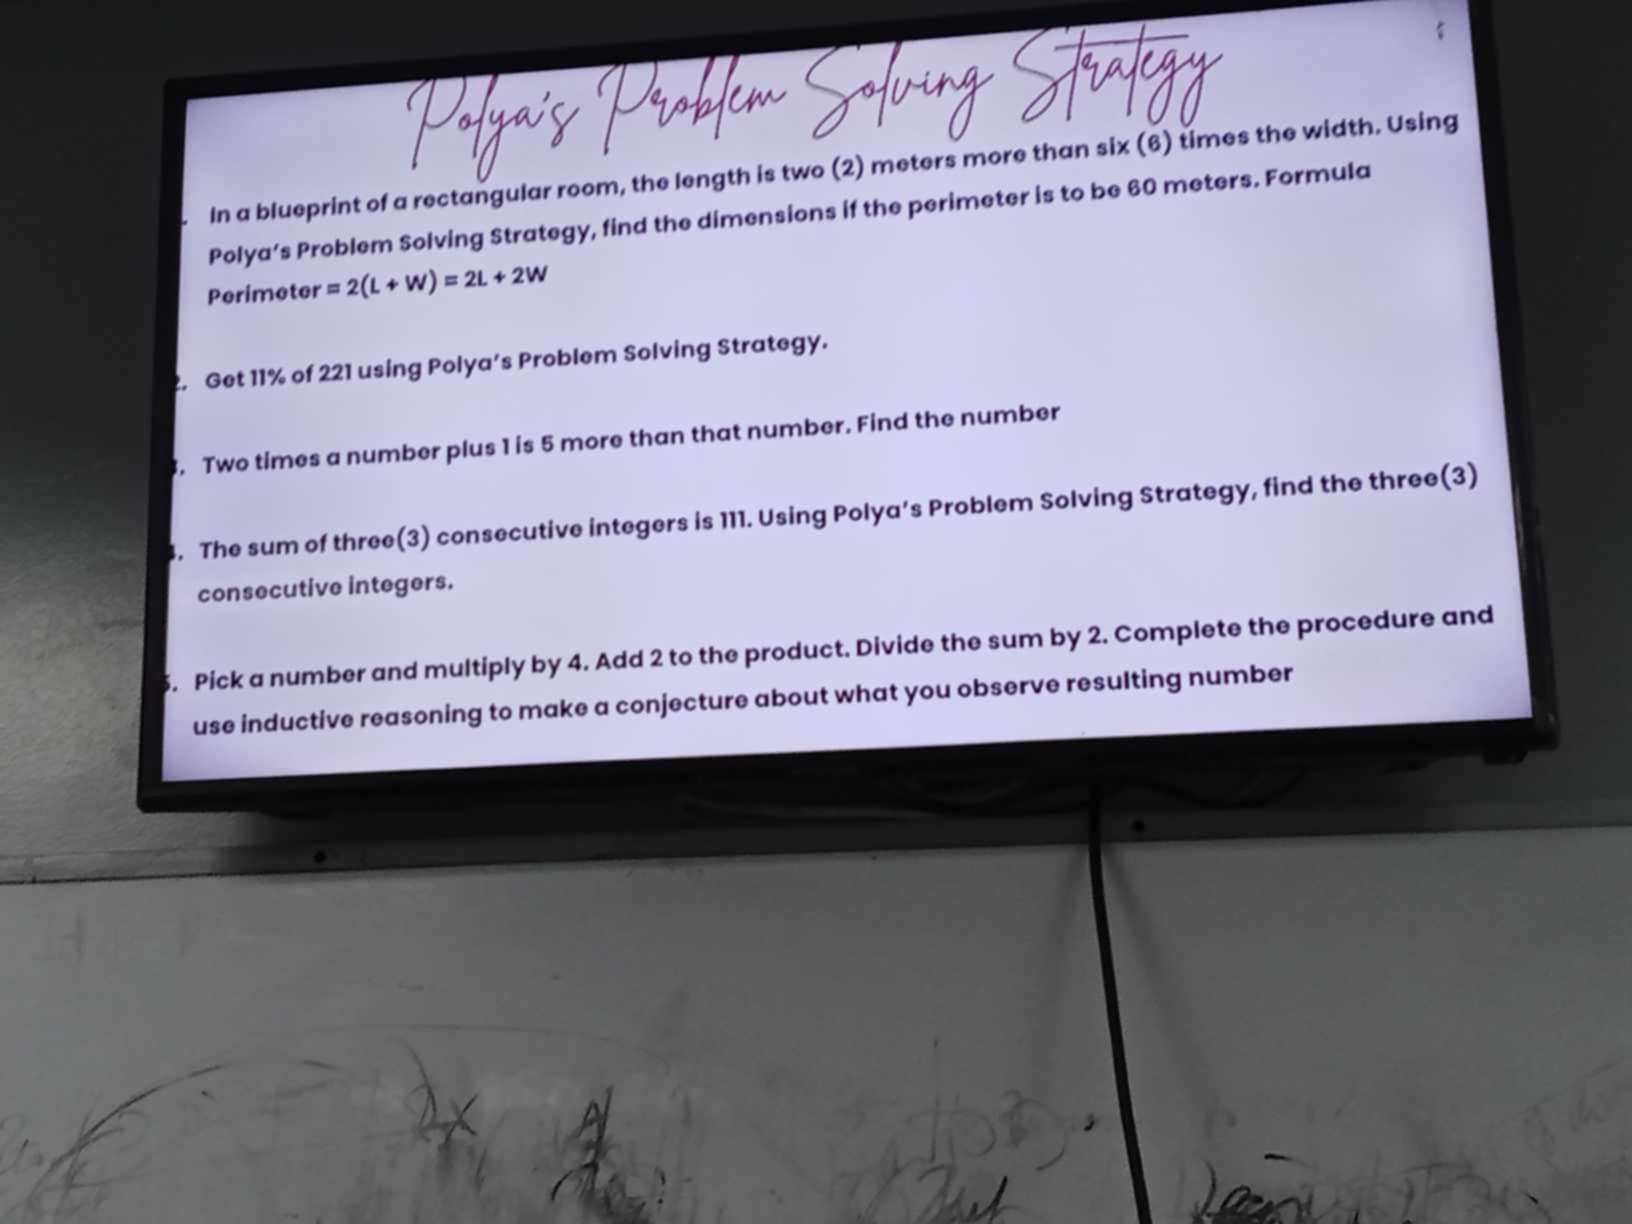 Polya's Problem Solving Strategy
. In a blueprint of a rectangular room, the length is two (2) meters more than six (6) times the width. Using
Polya's Problem Solving Strategy, find the dimensions if the perimeter is to be 60 meters. Formula
Perimeter = 2(L + W) = 2L + 2W
2. Get 11% of 221 using Polya's Problem Solving Strategy.
. Two times a number plus 1 is 5 more than that number. Find the number
. The sum of three(3) consecutive integers is 111. Using Polya's Problem Solving Strategy, find the three(3)
consecutive integers.
5. Pick a number and multiply by 4. Add 2 to the product. Divide the sum by 2. Complete the procedure and
use inductive reasoning to make a conjecture about what you observe resulting number
2x